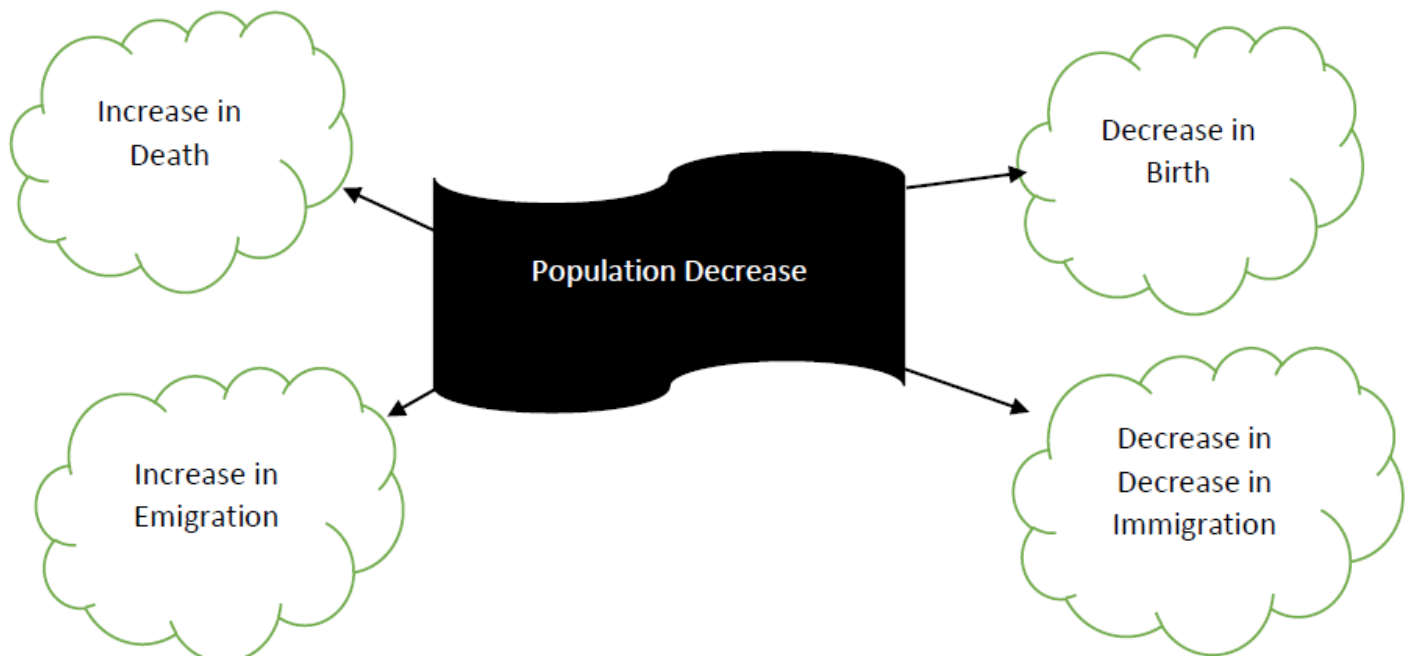 Increase in
Death
Decrease in
Birth
Population Decrease
Increase in
Emigration
Decrease in
Decrease in
Immigration